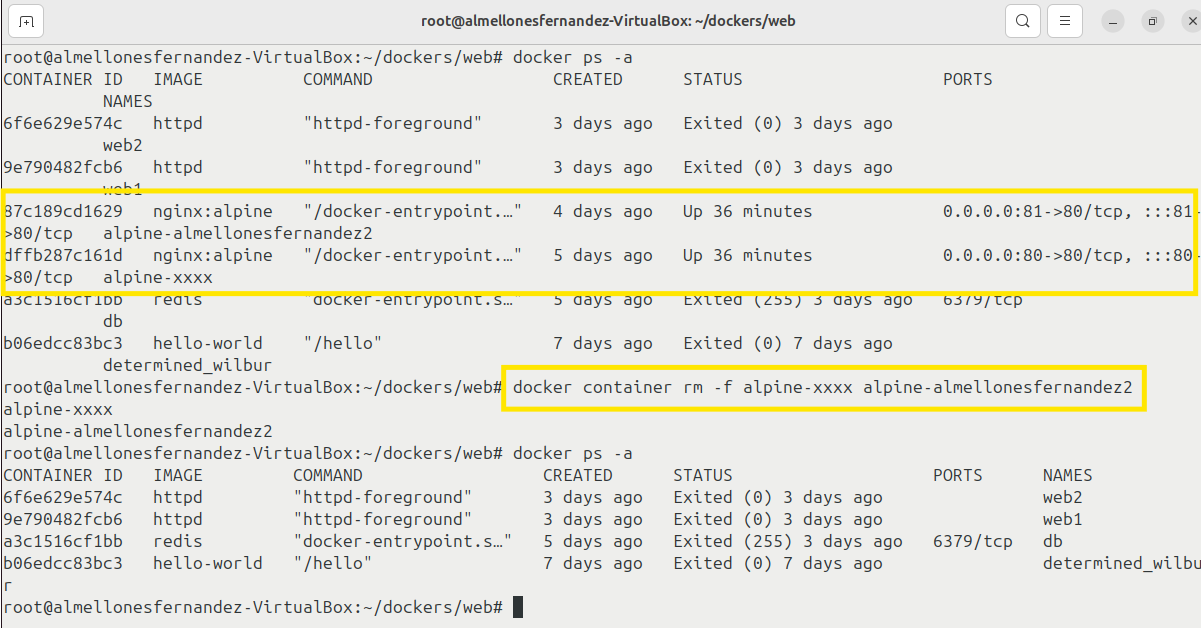 root@almellonesfernandez-VirtualBox: ~/dockers/web
root@almellonesfernandez-VirtualBox:~/dockers/web# docker ps -a
CONTAINER ID   IMAGE          COMMAND                  CREATED      STATUS                    PORTS
          NAMES
6f6e629e574c   httpd          "httpd-foreground"       3 days ago   Exited (0) 3 days ago
          web2
9e790482fcb6   httpd          "httpd-foreground"       3 days ago   Exited (0) 3 days ago
          web1
87c189cd1629   nginx:alpine   "/docker-entrypoint.…"   4 days ago   Up 36 minutes             0.0.0.0:81->80/tcp, :::81-
>80/tcp   alpine-almellonesfernandez2
dffb287c161d   nginx:alpine   "/docker-entrypoint.…"   5 days ago   Up 36 minutes             0.0.0.0:80->80/tcp, :::80-
>80/tcp   alpine-xxxx
a3c1516cf1bb   redis          "docker-entrypoint.s…"   5 days ago   Exited (255) 3 days ago   6379/tcp
          db
b06edcc83bc3   hello-world    "/hello"                 7 days ago   Exited (0) 7 days ago
          determined_wilbur
root@almellonesfernandez-VirtualBox:~/dockers/web# docker container rm -f alpine-xxxx alpine-almellonesfernandez2
alpine-xxxx
alpine-almellonesfernandez2
root@almellonesfernandez-VirtualBox:~/dockers/web# docker ps -a
CONTAINER ID   IMAGE         COMMAND                  CREATED      STATUS                    PORTS      NAMES
6f6e629e574c   httpd         "httpd-foreground"       3 days ago   Exited (0) 3 days ago                web2
9e790482fcb6   httpd         "httpd-foreground"       3 days ago   Exited (0) 3 days ago                web1
a3c1516cf1bb   redis         "docker-entrypoint.s…"   5 days ago   Exited (255) 3 days ago   6379/tcp   db
b06edcc83bc3   hello-world   "/hello"                 7 days ago   Exited (0) 7 days ago                determined_wilbu
r
root@almellonesfernandez-VirtualBox:~/dockers/web#